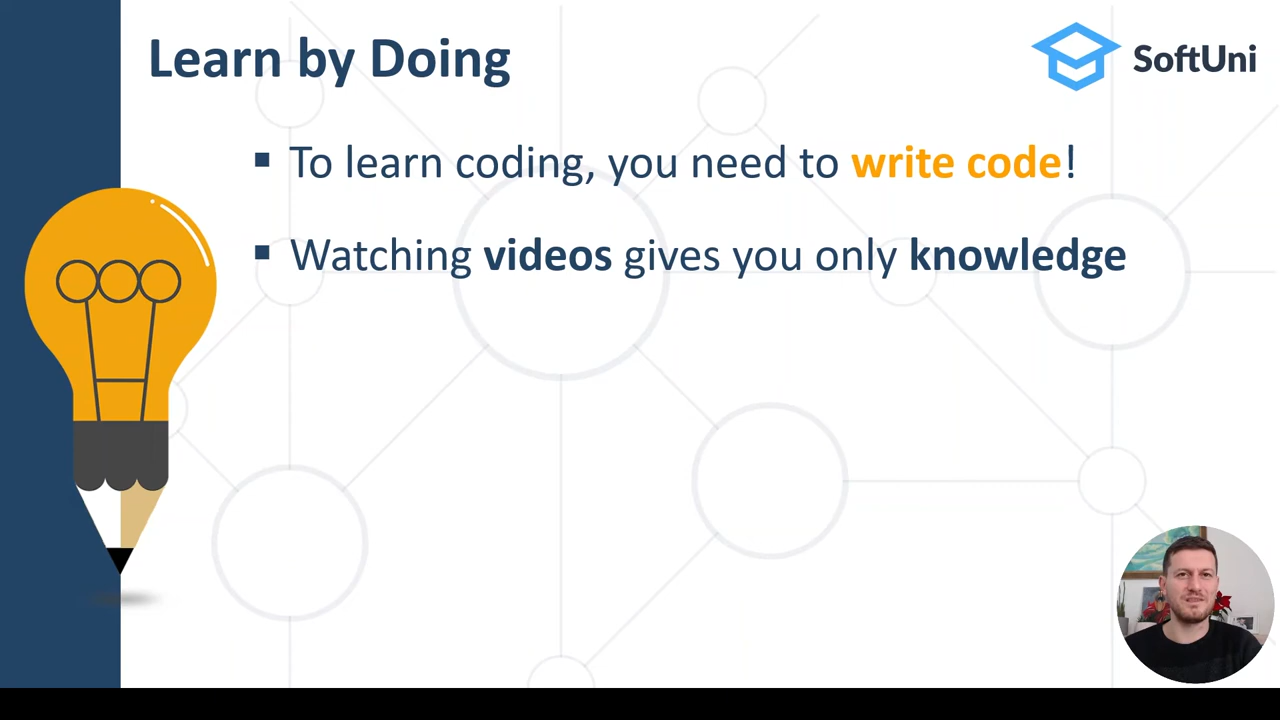 Learn by Doing
SoftUni
▪ To learn coding, you need to write code!
▪ Watching videos gives you only knowledge